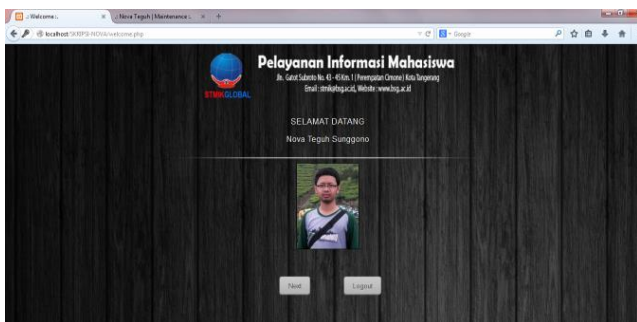 .: Welcome :.
.: Nova Teguh | Maintenance :.
localhost/SKRIPSI NOVA/welcome.php
Google
Pelayanan Informasi Mahasiswa
Jln. Gatot Subroto No. 43 - 45 Km. 1 ( Perempatan Cimone ) Kota Tangerang
Email : stmik@bsg.ac.id, Website : www.bsg.ac.id
STMIKGLOBAL
SELAMAT DATANG
Nova Teguh Sunggono
Next
Logout